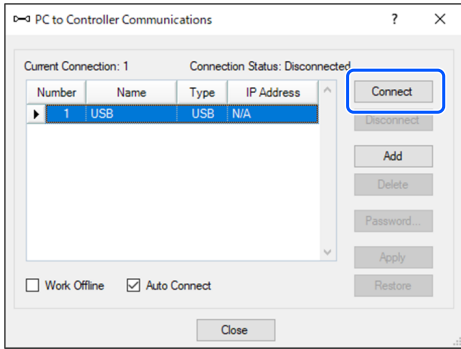 PC to Controller Communications
Current Connection: 1 Connection Status: Disconnected
Number Name Type IP Address
1 USB USB N/A
Connect
Disconnect
Add
Delete
Password...
Apply
Restore
Work Offline Auto Connect
Close